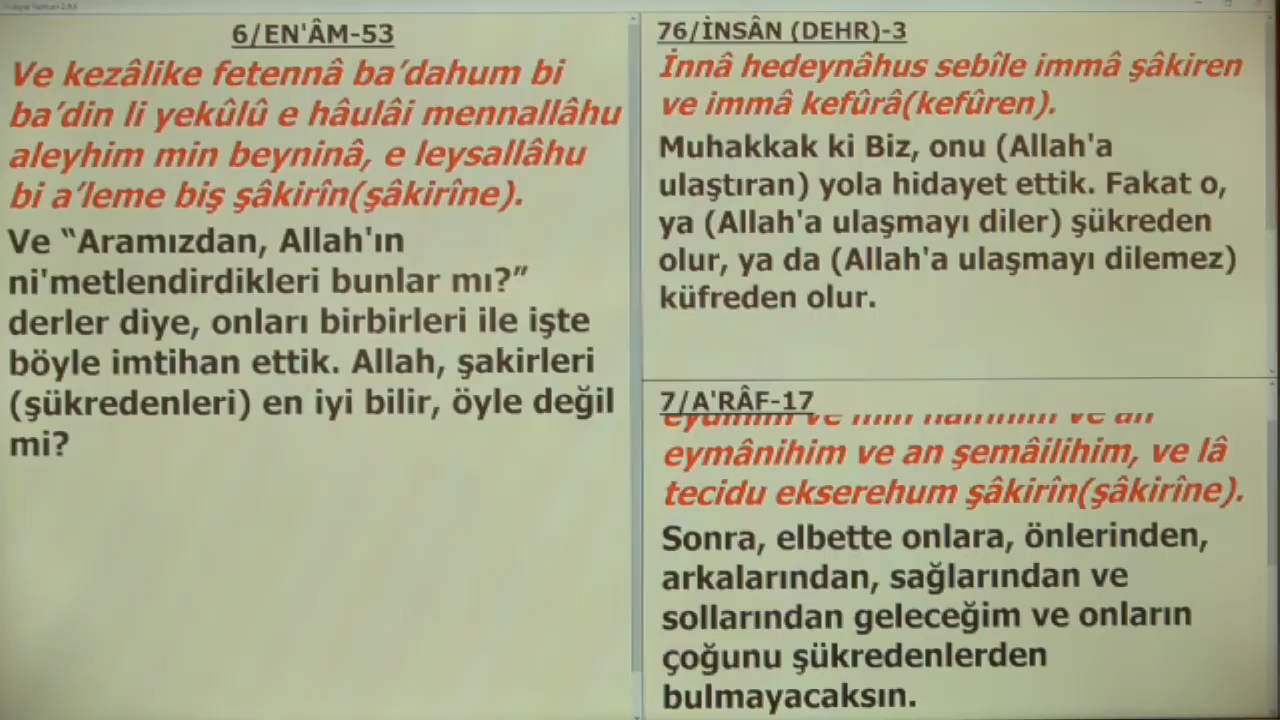 6/EN'ÂM-53
Ve kezâlike fetennâ ba’dahum bi
ba’din li yekûlû e hâulâi mennallâhu
aleyhim min beyninâ, e leysallâhu
bi a’leme biş şâkirîn(şâkirîne).
Ve “Aramızdan, Allah'ın
ni'metlendirdikleri bunlar mı?”
derler diye, onları birbirleri ile işte
böyle imtihan ettik. Allah, şakirleri
(şükredenleri) en iyi bilir, öyle değil
mi?
76/İNSÂN (DEHR)-3
İnnâ hedeynâhus sebîle immâ şâkiren
ve immâ kefûrâ(kefûren).
Muhakkak ki Biz, onu (Allah'a
ulaştıran) yola hidayet ettik. Fakat o,
ya (Allah'a ulaşmayı diler) şükreden
olur, ya da (Allah'a ulaşmayı dilemez)
küfreden olur.
7/A'RÂF-17
eymânihim ve an şemâilihim, ve lâ
tecidu ekserehum şâkirîn(şâkirîne).
Sonra, elbette onlara, önlerinden,
arkalarından, sağlarından ve
sollarından geleceğim ve onların
çoğunu şükredenlerden
bulmayacaksın.